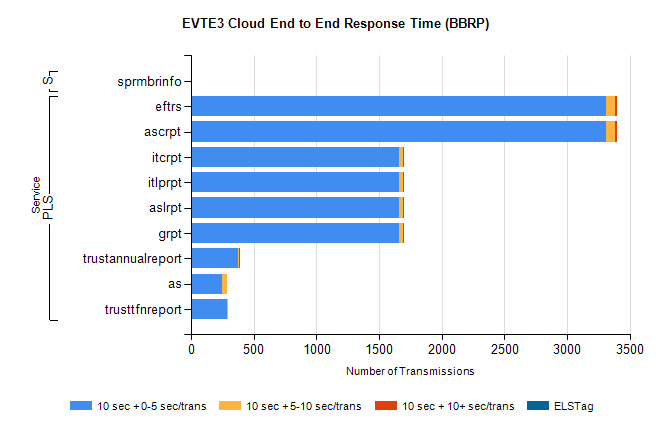 EVTE3 Cloud End to End Response Time (BBRP)
S
sprmbrinfo
eftrs
ascrpt
itcrpt
itlprpt
aslrpt
grpt
trustannualreport
as
trusttfnreport
Service
PLS
0 500 1000 1500 2000 2500 3000 3500
Number of Transmissions
10 sec +0-5 sec/trans 10 sec +5-10 sec/trans 10 sec + 10+ sec/trans ELSTag